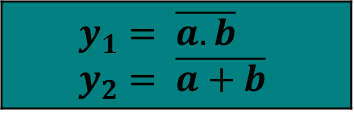 y₁ = a̅.̅b̅
y₂ = a̅ ̅+̅ ̅b̅